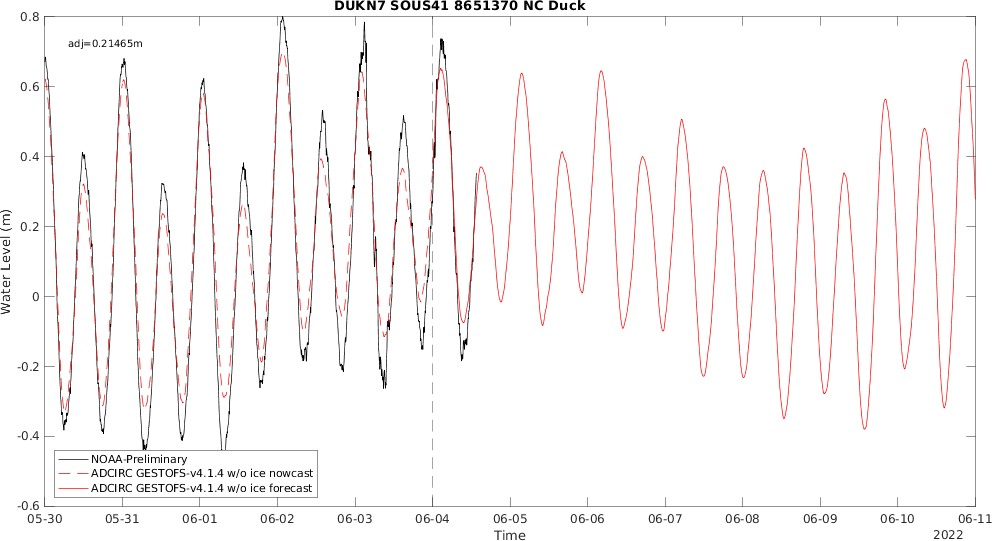 DUKN7 SOUS41 8651370 NC Duck
adj=0.21465m
0.8
0.6
0.4
0.2
0
-0.2
-0.4
-0.6
Water Level (m)
NOAA-Preliminary
ADCIRC GESTOFS-v4.1.4 w/o ice nowcast
ADCIRC GESTOFS-v4.1.4 w/o ice forecast
05-30 05-31 06-01 06-02 06-03 06-04 06-05 06-06 06-07 06-08 06-09 06-10 06-11
Time
2022